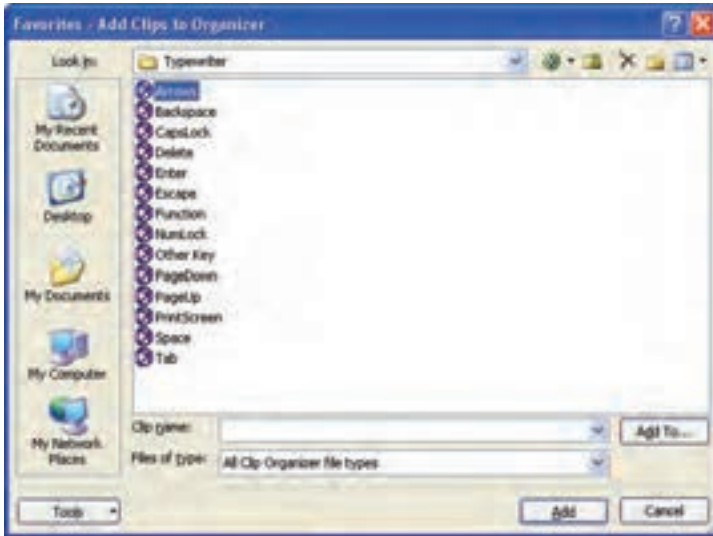 Favorites - Add Clips to Organizer
Look in:
Typewriter
Arrows
Backspace
CapsLock
Delete
Enter
Escape
Function
NumLock
Other Key
PageDown
PageUp
PrintScreen
Space
Tab
My Recent
Documents
Desktop
My Documents
My Computer
My Network
Places
Clip name:
Add To...
Files of type:
All Clip Organizer file types
Tools
Add
Cancel